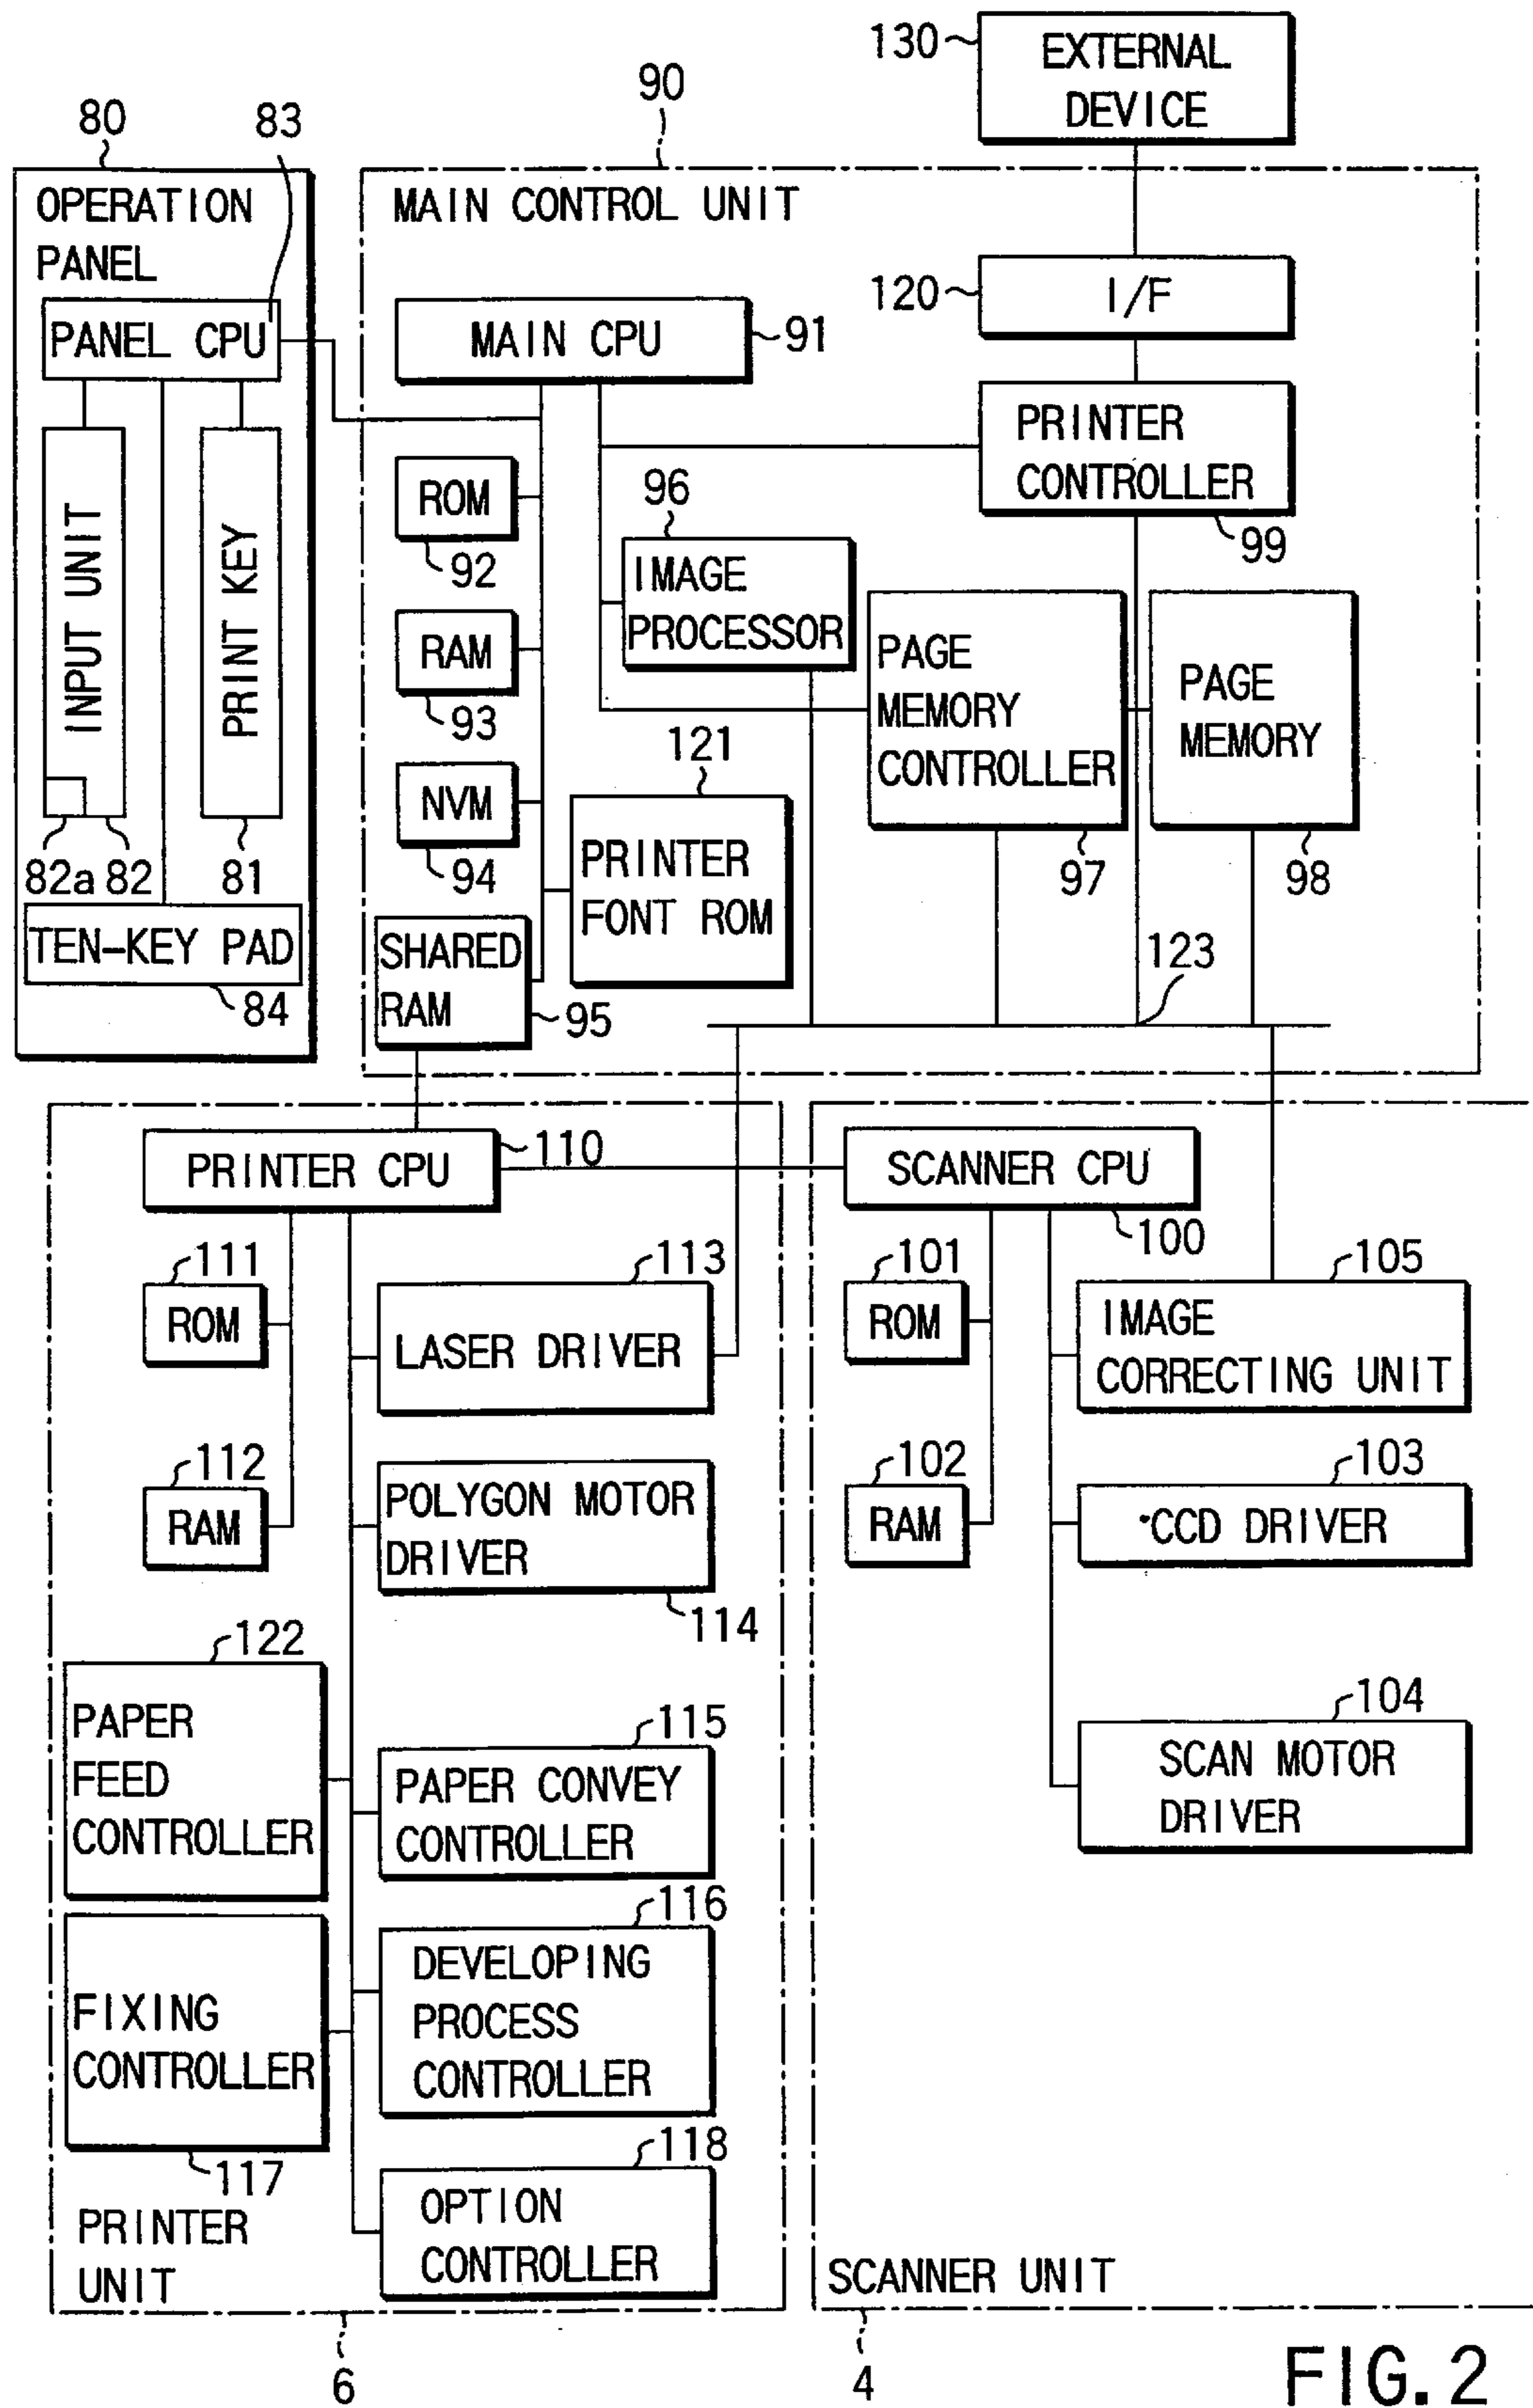 130
EXTERNAL
DEVICE
80
83
90
OPERATION
PANEL
MAIN CONTROL UNIT
120
I/F
PANEL CPU
MAIN CPU
91
PRINTER
CONTROLLER
99
INPUT UNIT
PRINT KEY
ROM
92
96
IMAGE
PROCESSOR
RAM
93
PAGE
MEMORY
CONTROLLER
97
PAGE
MEMORY
98
NVM
94
121
PRINTER
FONT ROM
82a
82
81
TEN-KEY PAD
84
SHARED
RAM
95
123
PRINTER CPU
110
SCANNER CPU
100
111
ROM
113
LASER DRIVER
101
ROM
105
IMAGE
CORRECTING UNIT
112
RAM
POLYGON MOTOR
DRIVER
114
102
RAM
103
CCD DRIVER
122
PAPER
FEED
CONTROLLER
115
PAPER CONVEY
CONTROLLER
104
SCAN MOTOR
DRIVER
FIXING
CONTROLLER
117
116
DEVELOPING
PROCESS
CONTROLLER
118
OPTION
CONTROLLER
PRINTER
UNIT
SCANNER UNIT
6
4
FIG. 2